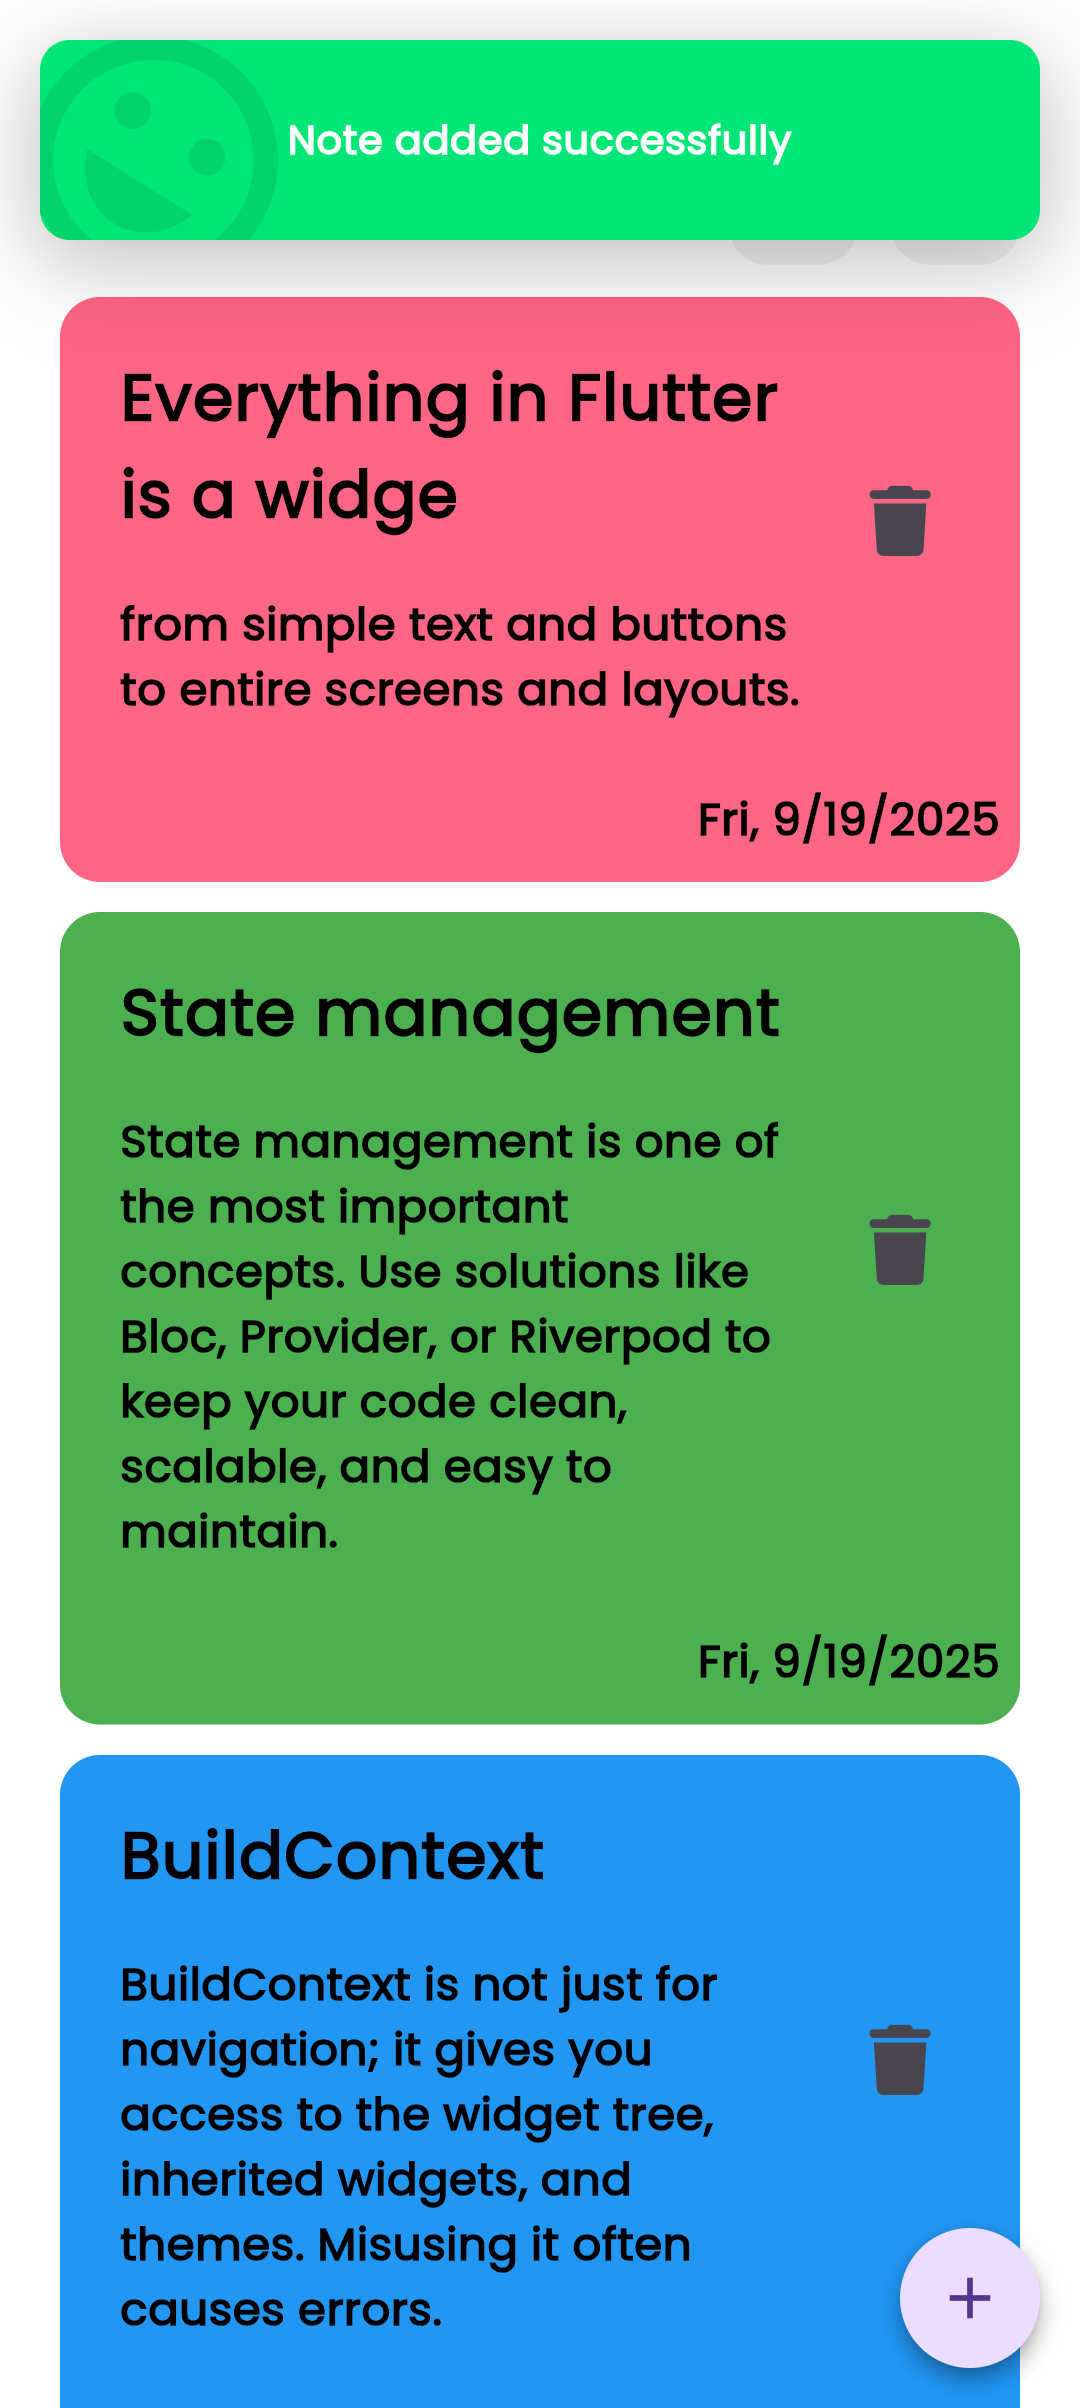 Note added successfully
Everything in Flutter
is a widge
from simple text and buttons
to entire screens and layouts.
Fri, 9/19/2025
State management
State management is one of
the most important
concepts. Use solutions like
Bloc, Provider, or Riverpod to
keep your code clean,
scalable, and easy to
maintain.
Fri, 9/19/2025
BuildContext
BuildContext is not just for
navigation; it gives you
access to the widget tree,
inherited widgets, and
themes. Misusing it often
causes errors.